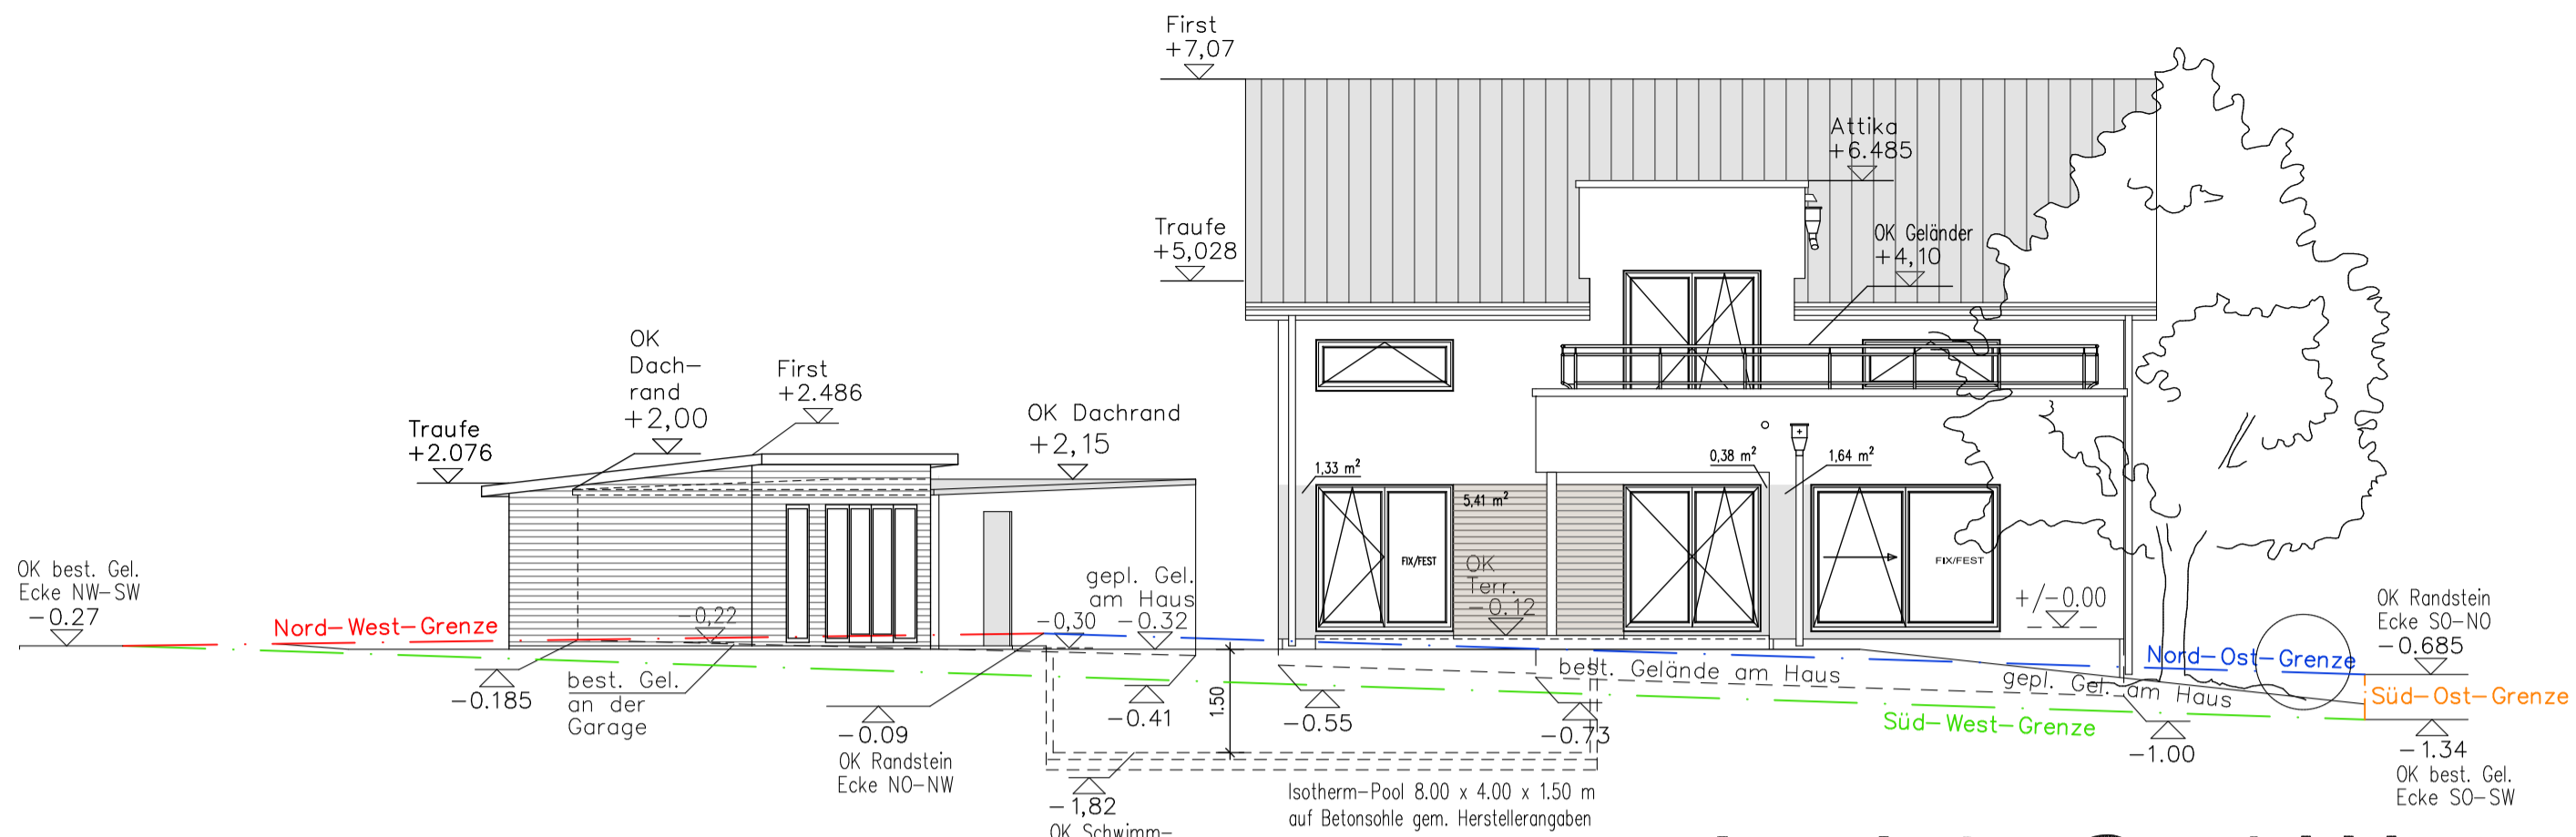 First
+7,07
Attika
+6.485
Traufe
+5,028
OK Geländer
+4,10
OK
Dach-
rand
+2,00
First
+2.486
Traufe
+2.076
OK Dachrand
+2,15
1,33 m²
5,41 m²
0,38 m²
1,64 m²
FIX/FEST
FIX/FEST
OK
Terr.
-0.12
OK best. Gel.
Ecke NW-SW
-0.27
Nord-West-Grenze
-0,22
-0,30
gepl. Gel.
am Haus
-0.32
+/-0.00
OK Randstein
Ecke SO-NO
-0.685
Nord-Ost-Grenze
best. Gelände am Haus
gepl. Gel. am Haus
Süd-Ost-Grenze
Süd-West-Grenze
-0.185
best. Gel.
an der
Garage
-0.09
OK Randstein
Ecke NO-NW
-0.41
1.50
-0.55
-0.73
-1.00
-1.34
OK best. Gel.
Ecke SO-SW
-1,82
OK Schwimm-
Isotherm-Pool 8.00 x 4.00 x 1.50 m
auf Betonsohle gem. Herstellerangaben